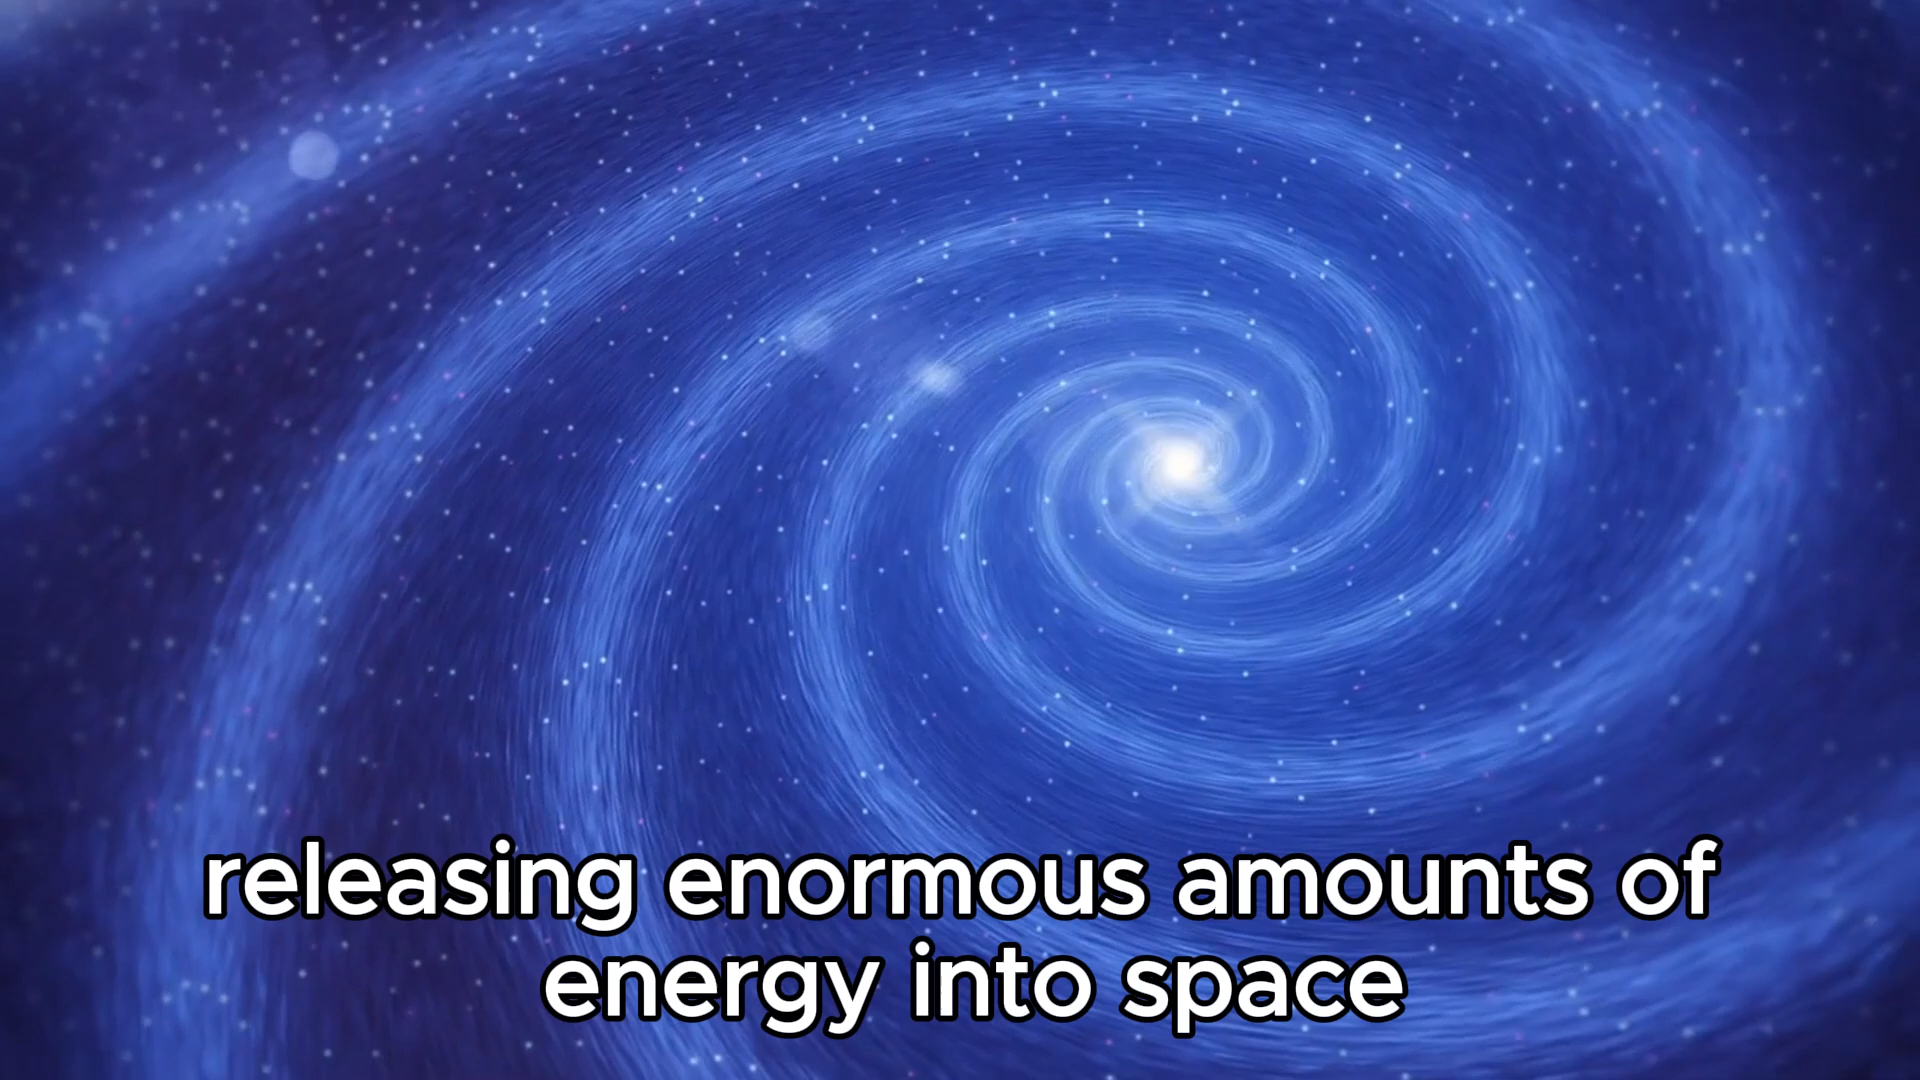 releasing enormous amounts of
energy into space